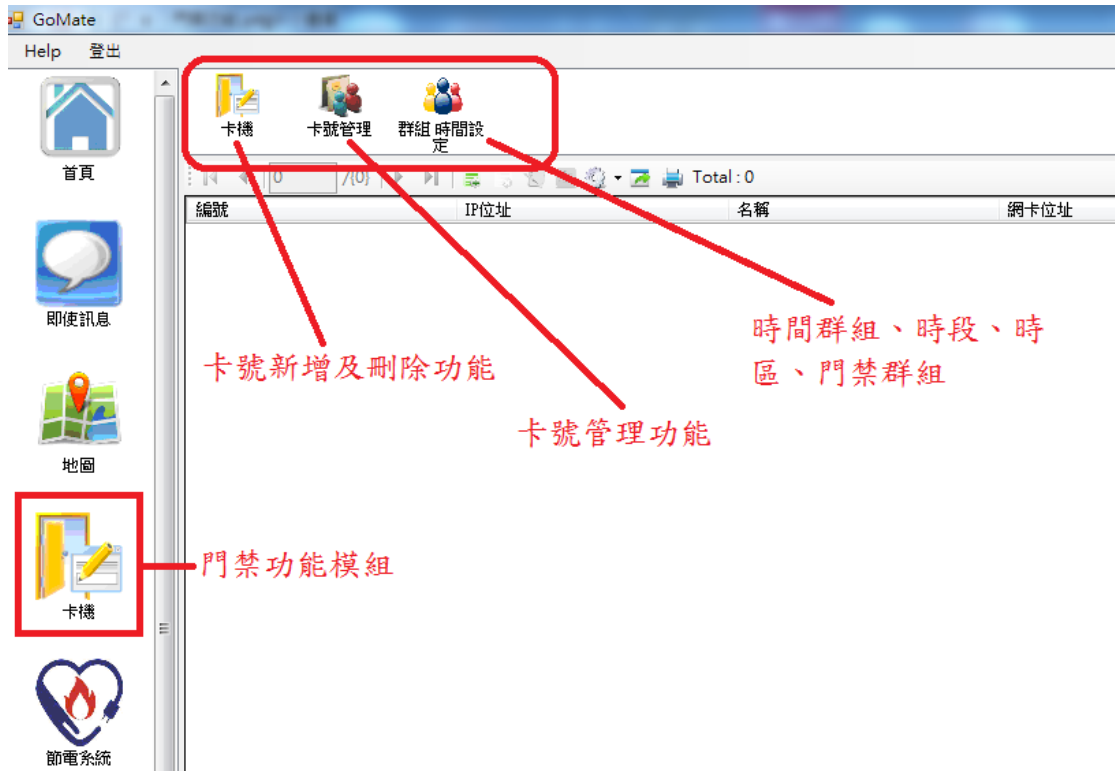 GoMate
Help 登出
首頁
即使訊息
地圖
卡機
節電系統
卡機
卡號管理
群組 時間設
定
0 /{0} Total : 0
編號 IP位址 名稱 網卡位址
卡號新增及刪除功能
卡號管理功能
時間群組、時段、時
區、門禁群組
門禁功能模組